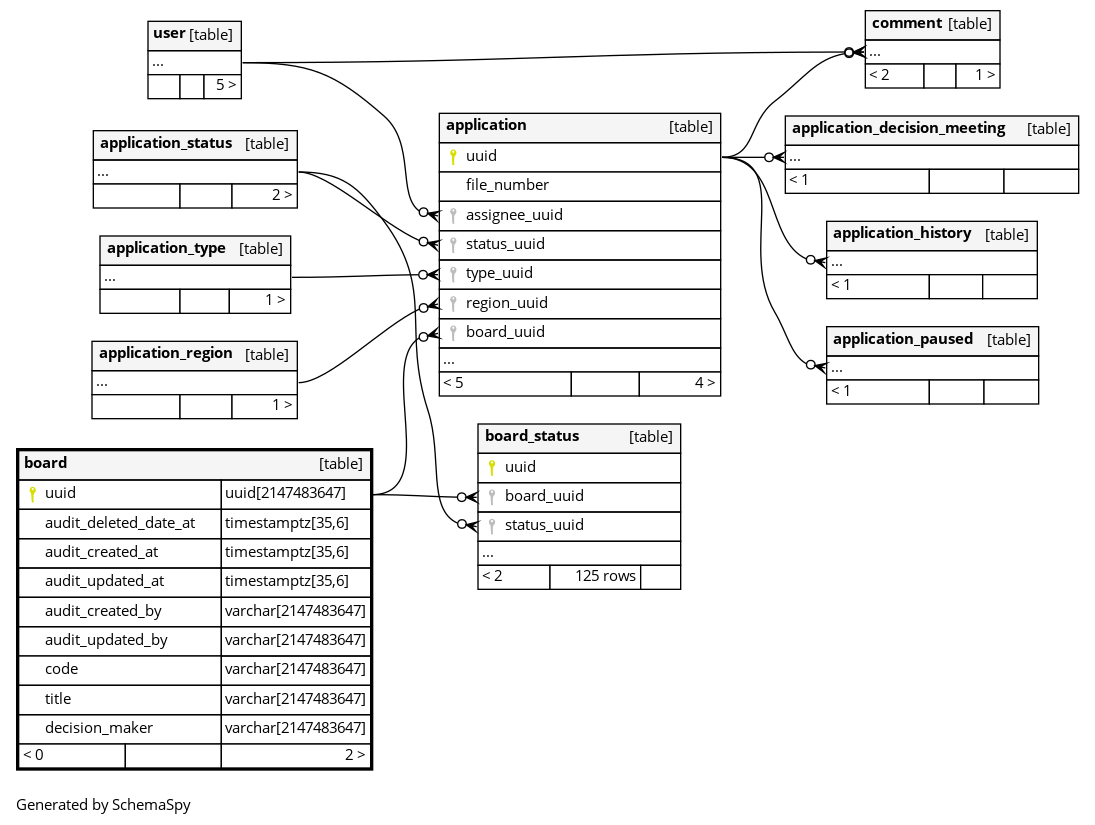 user [table]
...
5 >
comment [table]
...
< 2 1 >
application_status [table]
...
2 >
application [table]
uuid
file_number
assignee_uuid
status_uuid
type_uuid
region_uuid
board_uuid
...
< 5 4 >
application_decision_meeting [table]
...
< 1
application_type [table]
...
1 >
application_history [table]
...
< 1
application_region [table]
...
1 >
application_paused [table]
...
< 1
board_status [table]
uuid
board_uuid
status_uuid
...
< 2 125 rows
board [table]
uuid uuid[2147483647]
audit_deleted_date_at timestamptz[35,6]
audit_created_at timestamptz[35,6]
audit_updated_at timestamptz[35,6]
audit_created_by varchar[2147483647]
audit_updated_by varchar[2147483647]
code varchar[2147483647]
title varchar[2147483647]
decision_maker varchar[2147483647]
< 0 2 >
Generated by SchemaSpy